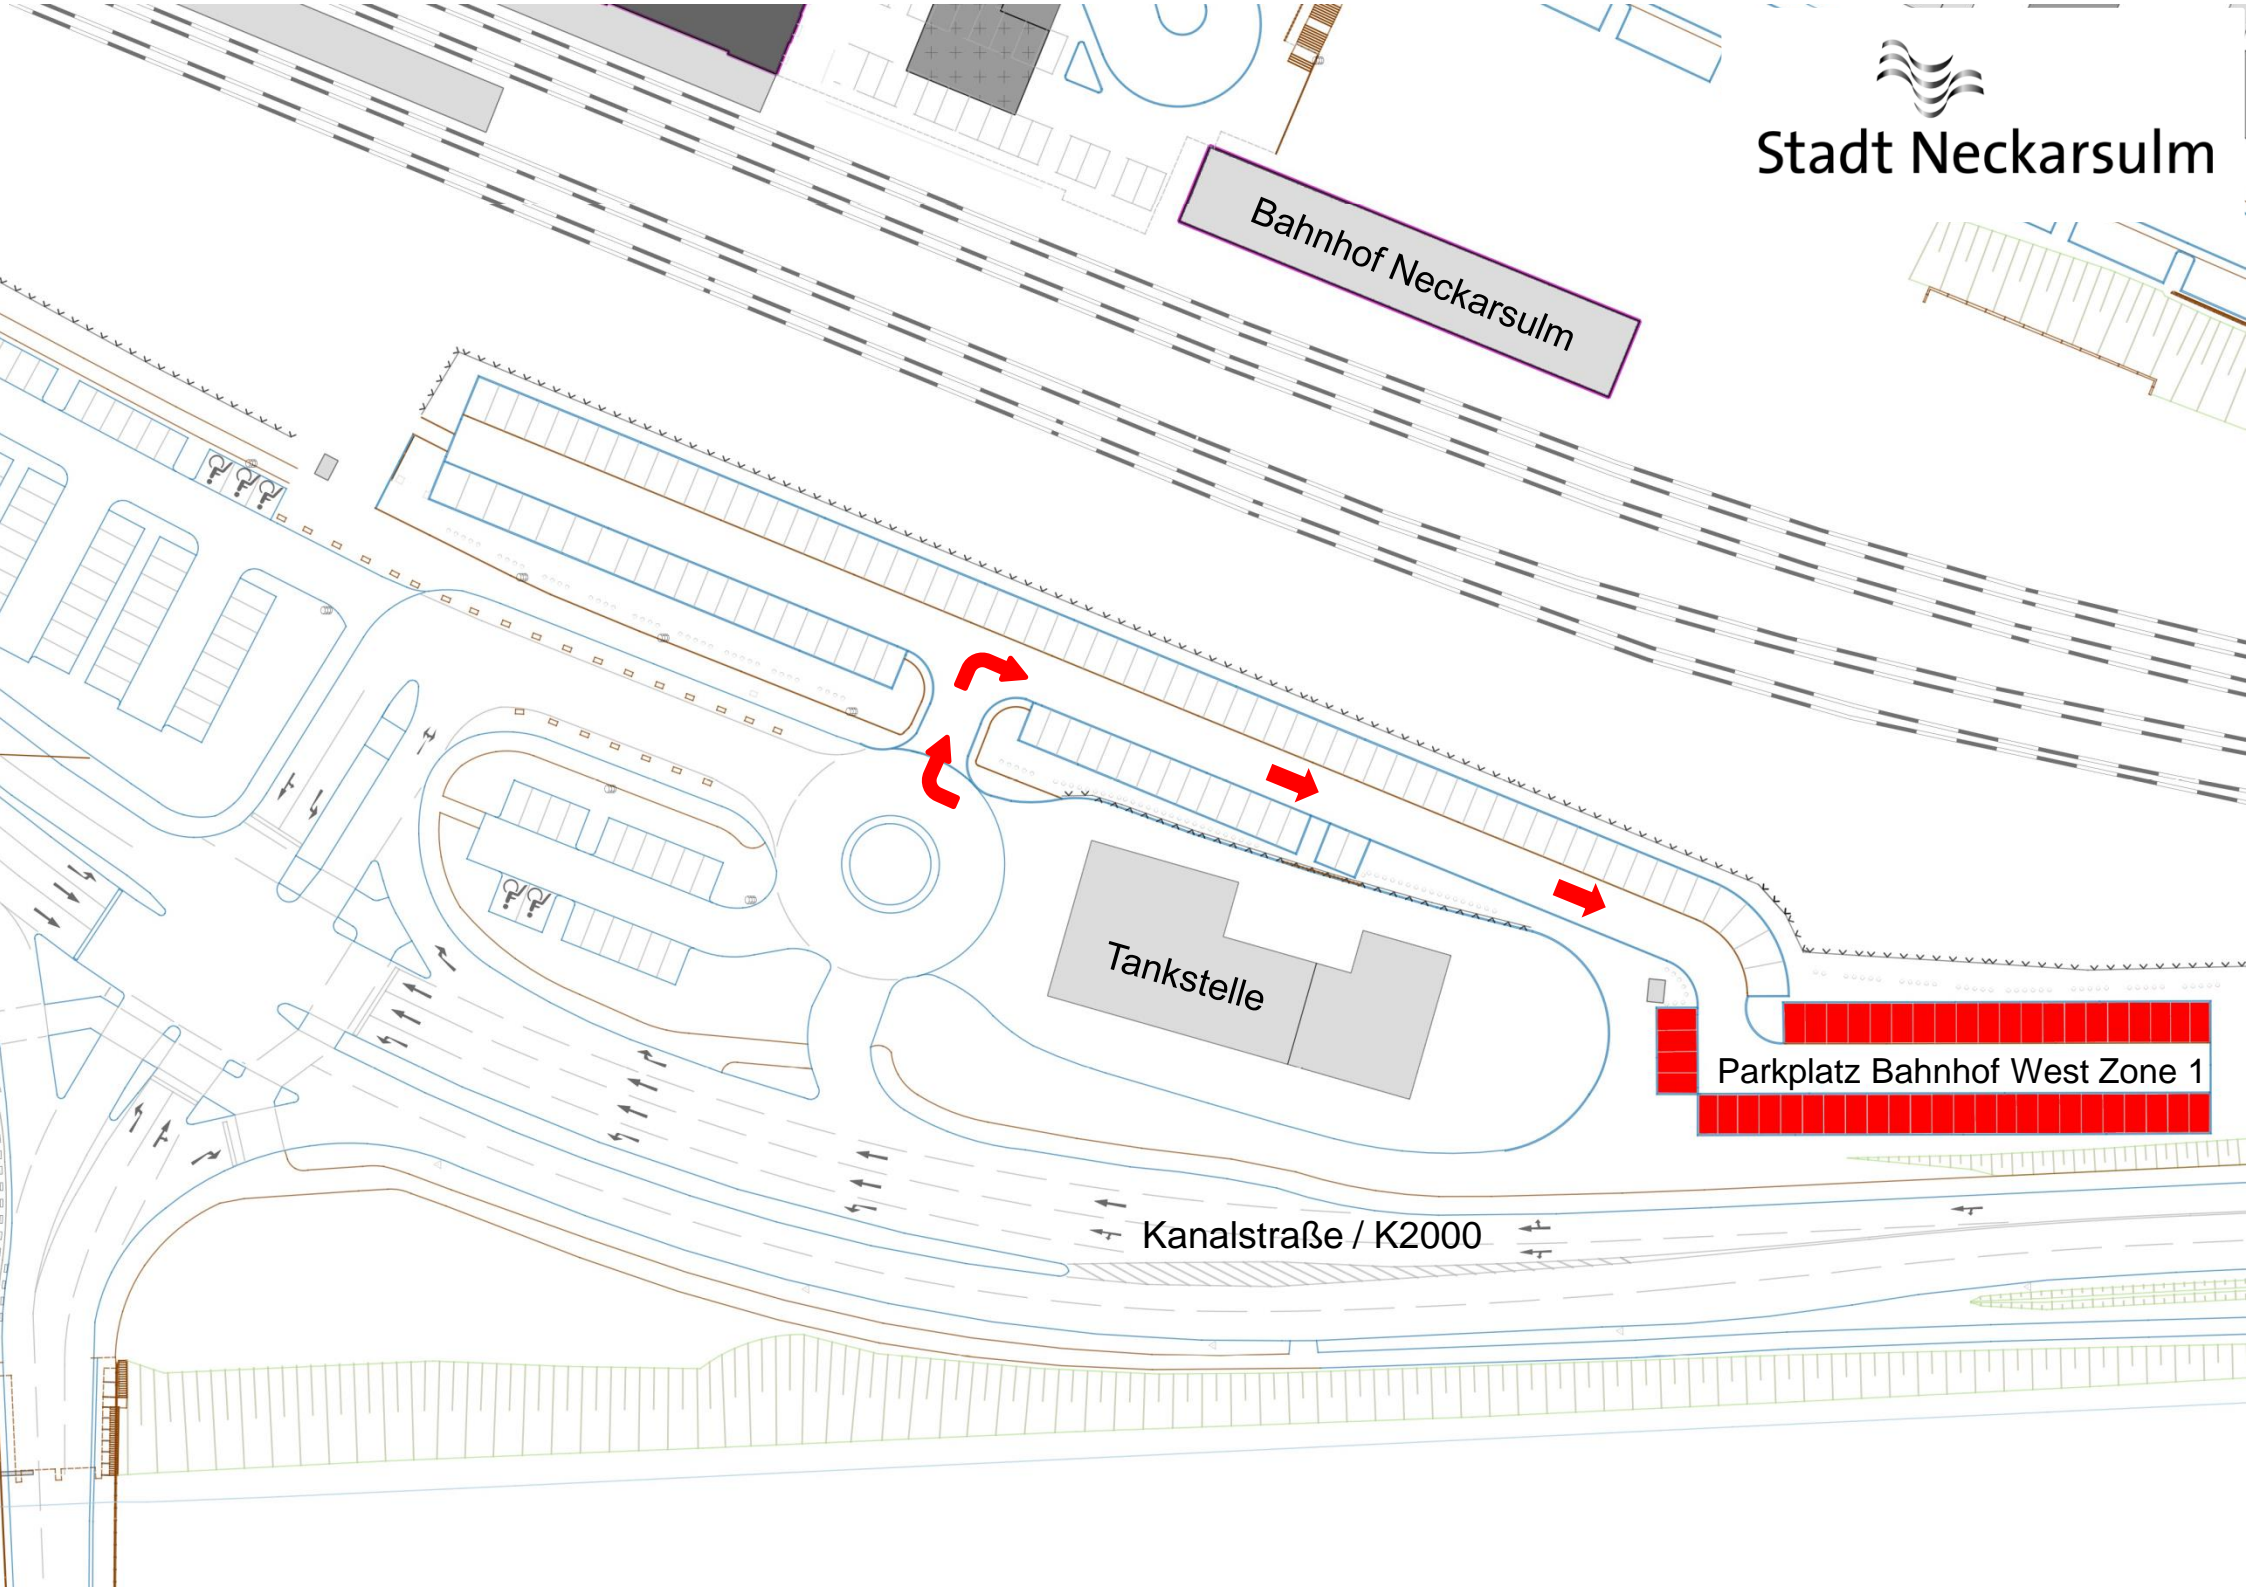 Stadt Neckarsulm
Bahnhof Neckarsulm
Tankstelle
Parkplatz Bahnhof West Zone 1
Kanalstraße / K2000